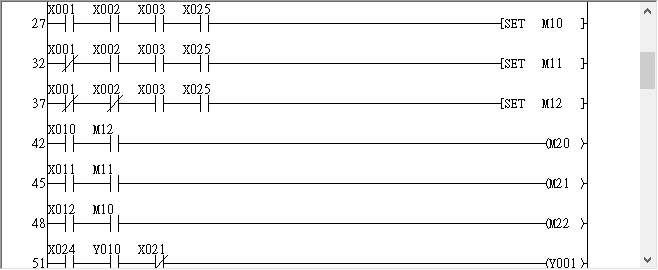 X001 X002 X003 X025
27 [SET M10 ]
X001 X002 X003 X025
32 [SET M11 ]
X001 X002 X003 X025
37 [SET M12 ]
X010 M12
42 (M20 )
X011 M11
45 (M21 )
X012 M10
48 (M22 )
X024 Y010 X021
51 (Y001 )